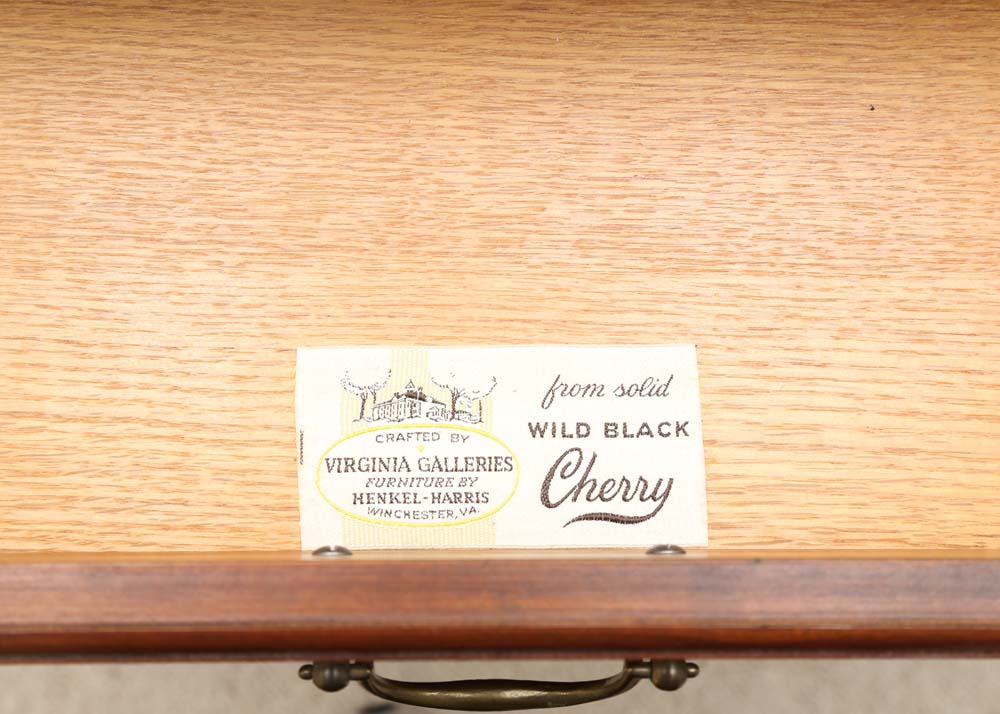 CRAFTED BY
VIRGINIA GALLERIES
FURNITURE BY
HENKEL-HARRIS
WINCHESTER, VA.
from solid
WILD BLACK
Cherry